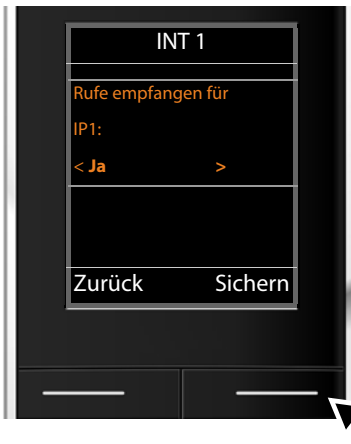 INT 1
Rufe empfangen für
IP1:
< Ja >
Zurück Sichern